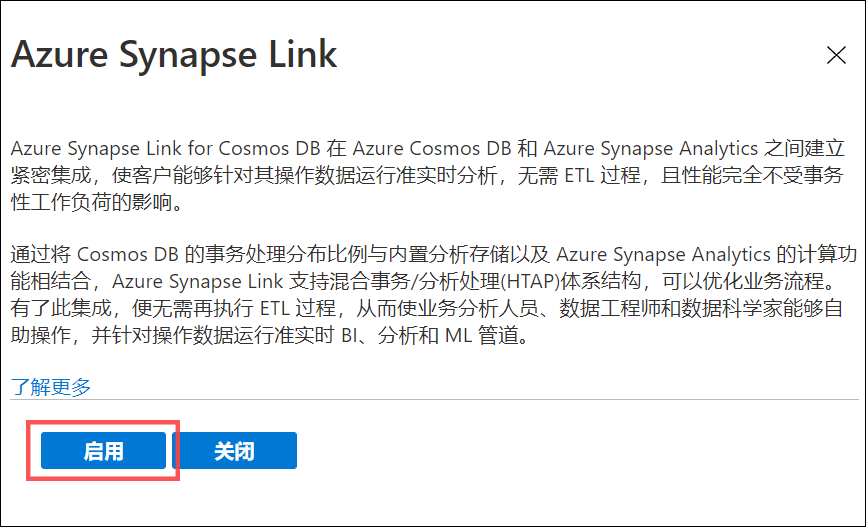 Azure Synapse Link
Azure Synapse Link for Cosmos DB 在 Azure Cosmos DB 和 Azure Synapse Analytics 之间建立
紧密集成，使客户能够针对其操作数据运行准实时分析，无需 ETL 过程，且性能完全不受事务
性工作负荷的影响。
通过将 Cosmos DB 的事务处理分布比例与内置分析存储以及 Azure Synapse Analytics 的计算功
能相结合，Azure Synapse Link 支持混合事务/分析处理(HTAP)体系结构，可以优化业务流程。
有了此集成，便无需再执行 ETL 过程，从而使业务分析人员、数据工程师和数据科学家能够自
助操作，并针对操作数据运行准实时 BI、分析和 ML 管道。
了解更多
启用 关闭